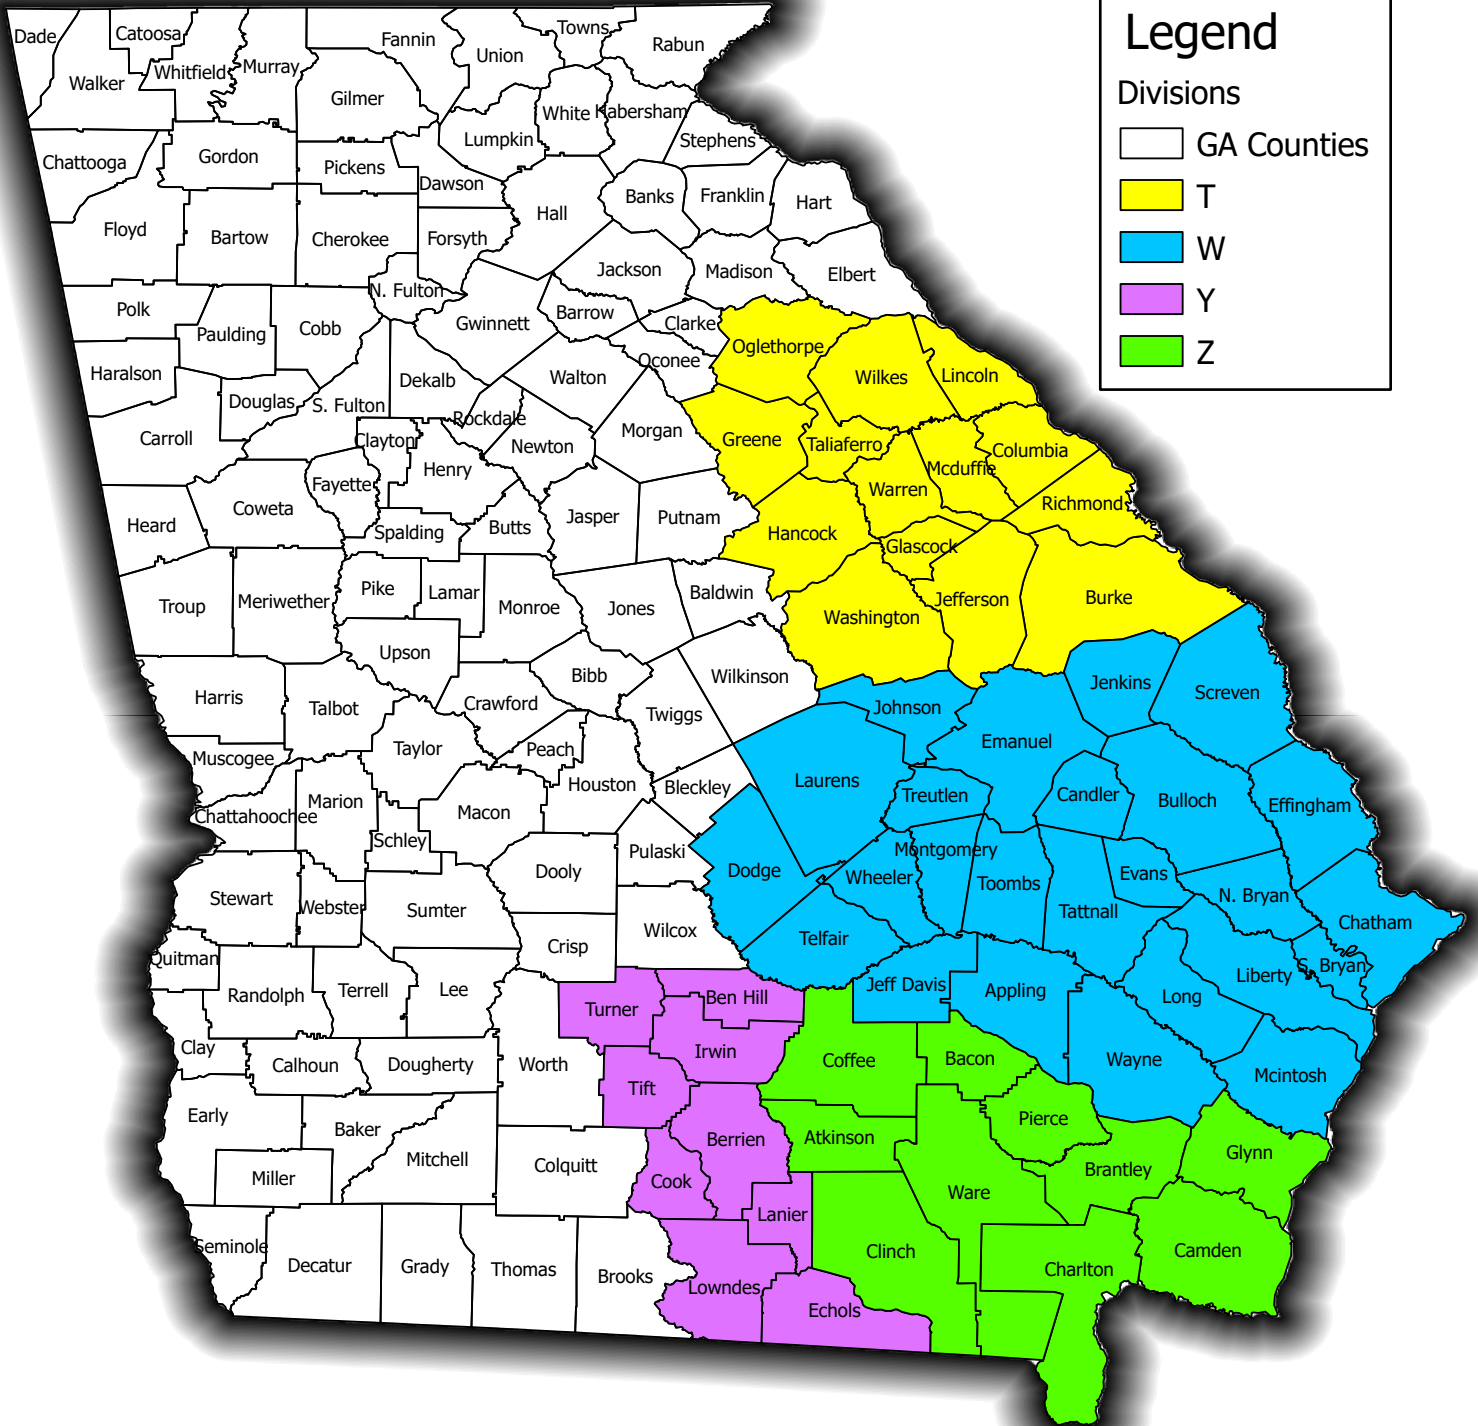 Legend
Divisions
GA Counties
T
W
Y
Z
Dade
Catoosa
Fannin
Towns
Union
Rabun
Walker
Whitfield
Murray
Gilmer
White
Habersham
Lumpkin
Stephens
Chattooga
Gordon
Pickens
Dawson
Banks
Franklin
Hart
Hall
Floyd
Bartow
Cherokee
Forsyth
Jackson
Madison
Elbert
N. Fulton
Polk
Paulding
Cobb
Gwinnett
Barrow
Clarke
Oconee
Oglethorpe
Wilkes
Lincoln
Haralson
Douglas
S. Fulton
Dekalb
Walton
Rockdale
Carroll
Clayton
Newton
Morgan
Greene
Taliaferro
Columbia
Mcduffie
Henry
Fayette
Warren
Richmond
Heard
Coweta
Spalding
Butts
Jasper
Putnam
Hancock
Glascock
Troup
Meriwether
Pike
Lamar
Monroe
Jones
Baldwin
Washington
Jefferson
Burke
Upson
Harris
Talbot
Crawford
Bibb
Twiggs
Wilkinson
Johnson
Jenkins
Screven
Muscogee
Taylor
Peach
Houston
Bleckley
Laurens
Emanuel
Treutlen
Candler
Bulloch
Effingham
Chattahoochee
Marion
Macon
Schley
Dooly
Pulaski
Dodge
Wheeler
Montgomery
Toombs
Evans
Tattnall
N. Bryan
Chatham
Stewart
Webster
Sumter
Crisp
Wilcox
Telfair
Quitman
Randolph
Terrell
Lee
Turner
Ben Hill
Jeff Davis
Appling
Long
Liberty
S. Bryan
Clay
Calhoun
Dougherty
Worth
Irwin
Tift
Coffee
Bacon
Wayne
Mcintosh
Early
Baker
Mitchell
Miller
Colquitt
Berrien
Cook
Atkinson
Pierce
Brantley
Glynn
Ware
Lanier
Seminole
Decatur
Grady
Thomas
Brooks
Lowndes
Echols
Clinch
Charlton
Camden